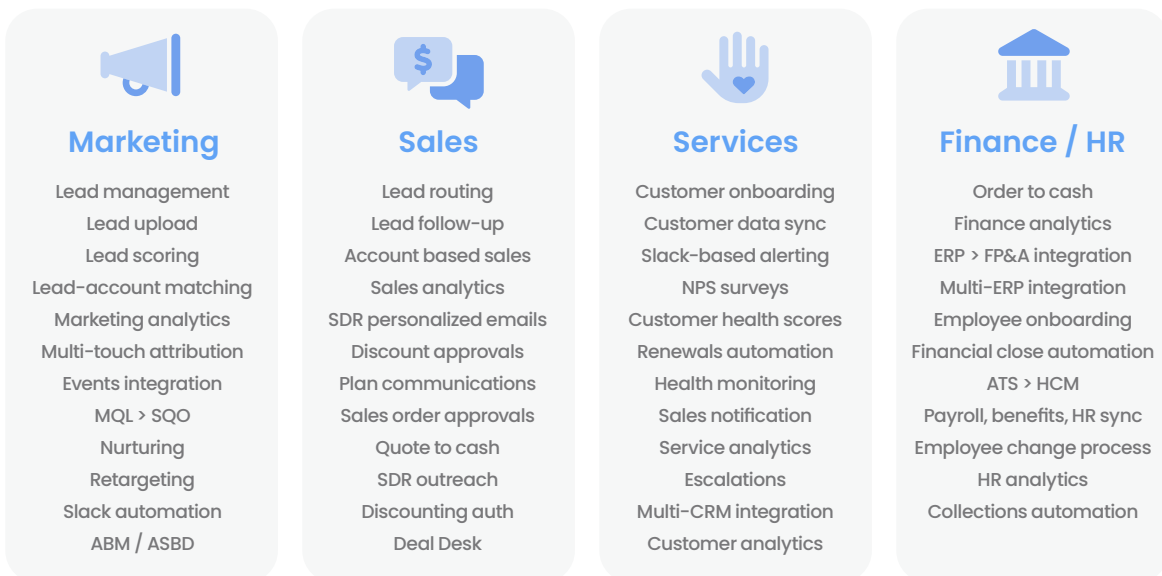 $
Marketing
Lead management
Lead upload
Lead scoring
Lead-account matching
Marketing analytics
Multi-touch attribution
Events integration
MQL > SQO
Nurturing
Retargeting
Slack automation
ABM / ASBD
Sales
Lead routing
Lead follow-up
Account based sales
Sales analytics
SDR personalized emails
Discount approvals
Plan communications
Sales order approvals
Quote to cash
SDR outreach
Discounting auth
Deal Desk
Services
Customer onboarding
Customer data sync
Slack-based alerting
NPS surveys
Customer health scores
Renewals automation
Health monitoring
Sales notification
Service analytics
Escalations
Multi-CRM integration
Customer analytics
Finance / HR
Order to cash
Finance analytics
ERP > FP&A integration
Multi-ERP integration
Employee onboarding
Financial close automation
ATS > HCM
Payroll, benefits, HR sync
Employee change process
HR analytics
Collections automation